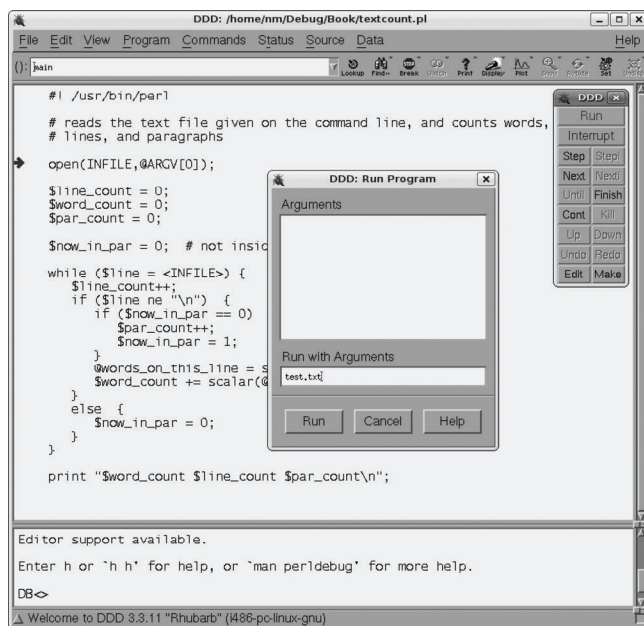 DDD: /home/nm/Debug/Book/textcount.pl
File Edit View Program Commands Status Source Data Help
(): main
Lookup Find» Break Watch Print Display Plot Rotate Set
#! /usr/bin/perl
# reads the text file given on the command line, and counts words,
# lines, and paragraphs
open(INFILE,@ARGV[0]);
$line_count = 0;
$word_count = 0;
$par_count = 0;
$now_in_par = 0; # not insid
while ($line = <INFILE>) {
$line_count++;
if ($line ne "\n") {
if ($now_in_par == 0)
$par_count++;
$now_in_par = 1;
}
@words_on_this_line = s
$word_count += scalar(@
}
else {
$now_in_par = 0;
}
}
print "$word_count $line_count $par_count\n";
DDD: Run Program
Arguments
Run with Arguments
test.txt
Run Cancel Help
DDD
Run
Interrupt
Step Stepi
Next Nexti
Until Finish
Cont Kill
Up Down
Undo Redo
Edit Make
Editor support available.
Enter h or `h h' for help, or `man perldebug' for more help.
DB<>
Welcome to DDD 3.3.11 "Rhubarb" (i486-pc-linux-gnu)